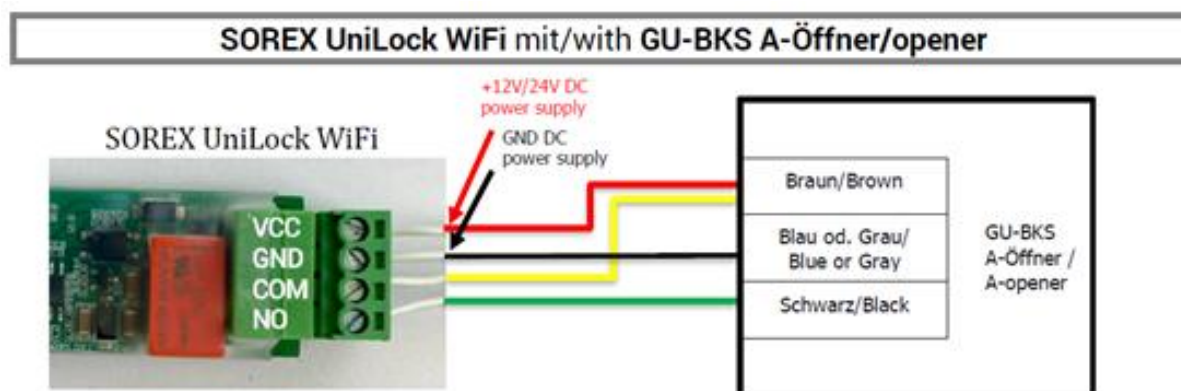 SOREX UniLock WiFi mit/with GU-BKS A-Öffner/opener
+12V/24V DC
power supply
GND DC
power supply
SOREX UniLock WiFi
VCC
GND
COM
NO
Braun/Brown
Blau od. Grau/
Blue or Gray
Schwarz/Black
GU-BKS
A-Öffner /
A-opener